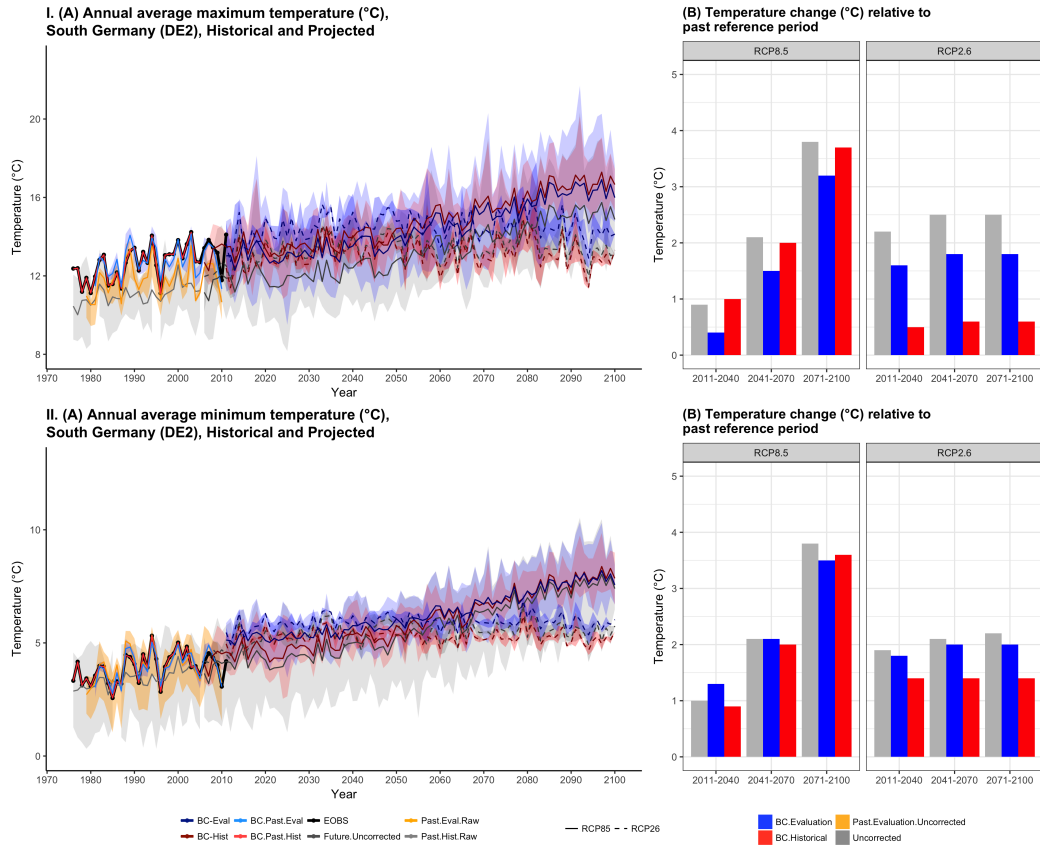 I. (A) Annual average maximum temperature (°C),
South Germany (DE2), Historical and Projected
Temperature (°C)
20
16
12
8
1970 1980 1990 2000 2010 2020 2030 2040 2050 2060 2070 2080 2090 2100
Year
(B) Temperature change (°C) relative to
past reference period
RCP8.5 RCP2.6
Temperature (°C)
5
4
3
2
1
0
2011-2040 2041-2070 2071-2100 2011-2040 2041-2070 2071-2100
II. (A) Annual average minimum temperature (°C),
South Germany (DE2), Historical and Projected
Temperature (°C)
10
5
0
1970 1980 1990 2000 2010 2020 2030 2040 2050 2060 2070 2080 2090 2100
Year
(B) Temperature change (°C) relative to
past reference period
RCP8.5 RCP2.6
Temperature (°C)
5
4
3
2
1
0
2011-2040 2041-2070 2071-2100 2011-2040 2041-2070 2071-2100
BC-Eval BC.Past.Eval EOBS Past.Eval.Raw
BC-Hist BC.Past.Hist Future.Uncorrected Past.Hist.Raw
RCP85 RCP26
BC.Evaluation Past.Evaluation.Uncorrected
BC.Historical Uncorrected